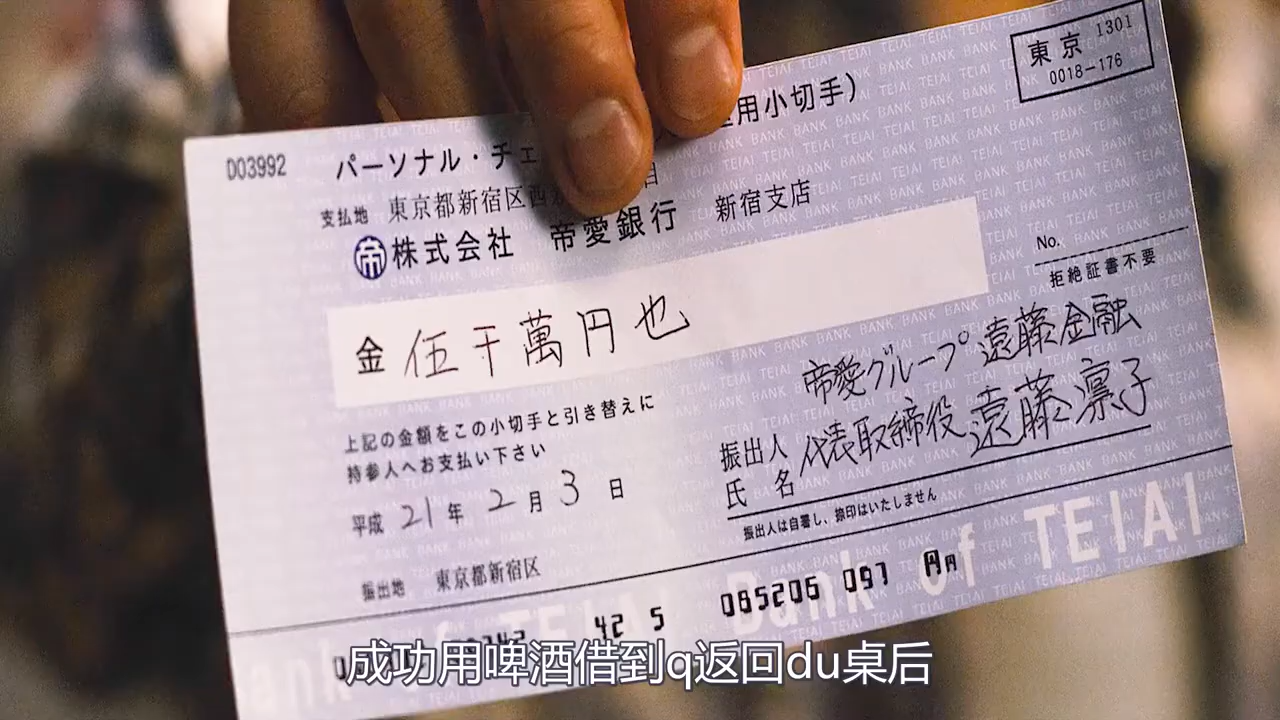 D03992
パーソナル・チェ
用小切手)
東京 1301
0018-176
支払地 東京都新宿区西
株式会社 帝愛銀行 新宿支店
No.
拒絶証書不要
金 伍千萬円也
帝愛グループ 遠藤金融
上記の金額をこの小切手と引き替えに
持参人へお支払い下さい
振出人 代表取締役 遠藤凛子
氏名
平成 21年 2月 3日
振出人は自署し、捺印はいたしません
振出地 東京都新宿区
Bank of TEIAI
42 5 085206 097
成功用啤酒借到q返回du桌后